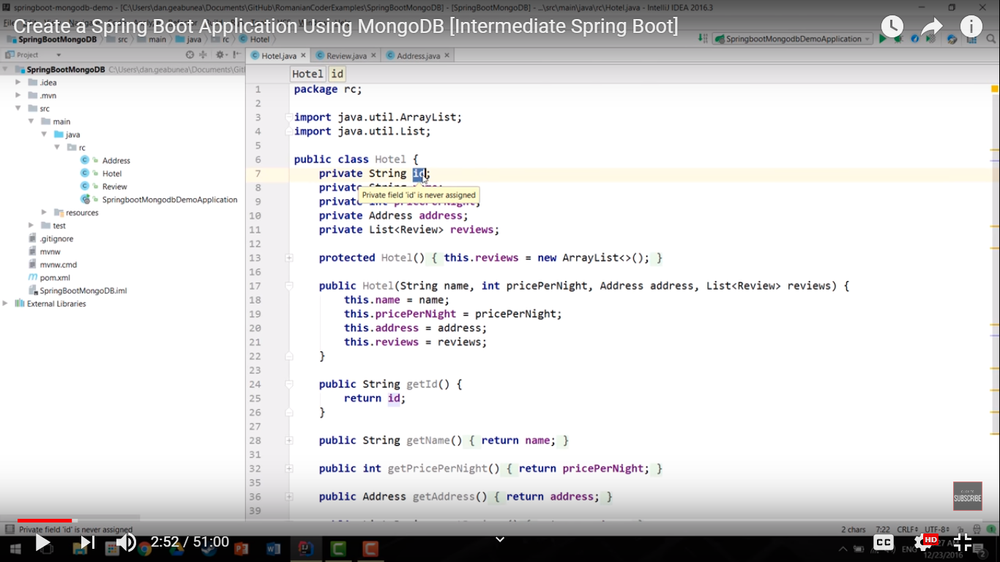 springboot-mongodb-demo - [C:\Users\dan.geabunea\Documents\GitHub\RomanianCoderExamples\SpringBootMongoDB] - [SpringBootMongoDB] - ...\src\main\java\rc\Hotel.java - IntelliJ IDEA 2016.3
Create a Spring Boot Application Using MongoDB [Intermediate Spring Boot]
SpringBootMongoDB src main java rc Hotel
SpringbootMongodbDemoApplication
Project
Hotel.java Review.java Address.java
SpringBootMongoDB C:\Users\dan.geabunea\Documents\Git
.idea
.mvn
src
main
java
rc
Address
Hotel
Review
SpringbootMongodbDemoApplication
resources
test
.gitignore
mvnw
mvnw.cmd
pom.xml
SpringBootMongoDB.iml
External Libraries
Hotel id
1 package rc;
2
3 import java.util.ArrayList;
4 import java.util.List;
5
6 public class Hotel {
7 private String id;
8 private String
Private field 'id' is never assigned
9 private int pricePerNight;
10 private Address address;
11 private List<Review> reviews;
12
13 protected Hotel() { this.reviews = new ArrayList<>(); }
16
17 public Hotel(String name, int pricePerNight, Address address, List<Review> reviews) {
18 this.name = name;
19 this.pricePerNight = pricePerNight;
20 this.address = address;
21 this.reviews = reviews;
22 }
23
24 public String getId() {
25 return id;
26 }
27
28 public String getName() { return name; }
31
32 public int getPricePerNight() { return pricePerNight; }
35
36 public Address getAddress() { return address; }
39
SUBSCRIBE
Private field 'id' is never assigned
2 chars 7:22 CRLF UTF-8
2:52 / 51:00
CC
HD
ENG
12/23/2016